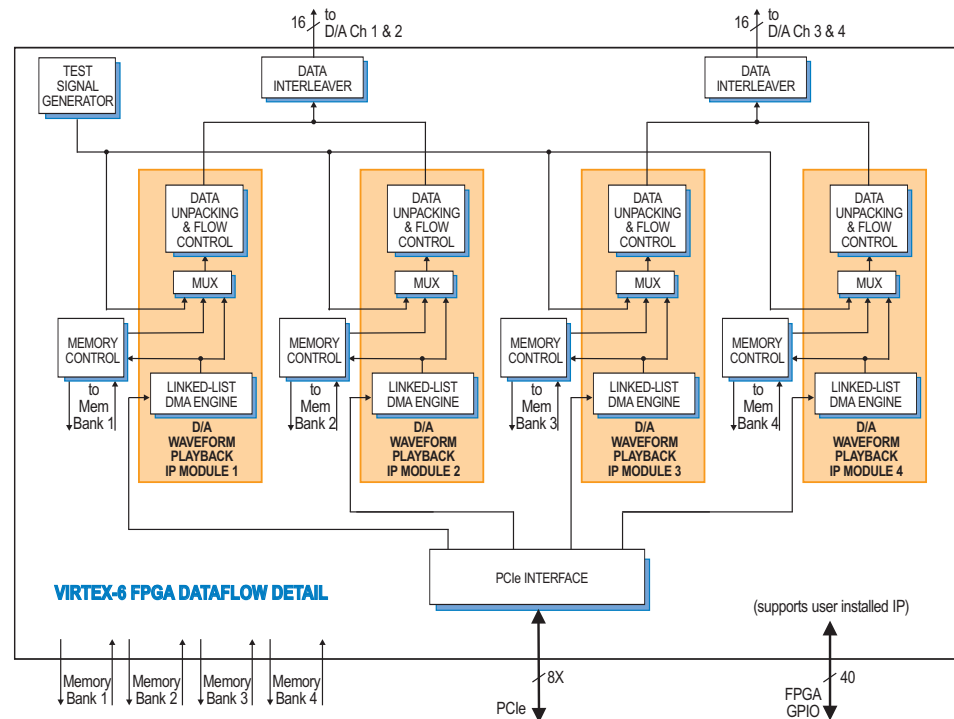 16
to
D/A Ch 1 & 2
16
to
D/A Ch 3 & 4
TEST
SIGNAL
GENERATOR
DATA
INTERLEAVER
DATA
INTERLEAVER
DATA
UNPACKING
& FLOW
CONTROL
DATA
UNPACKING
& FLOW
CONTROL
DATA
UNPACKING
& FLOW
CONTROL
DATA
UNPACKING
& FLOW
CONTROL
MUX
MUX
MUX
MUX
MEMORY
CONTROL
MEMORY
CONTROL
MEMORY
CONTROL
MEMORY
CONTROL
to
Mem
Bank 1
to
Mem
Bank 2
to
Mem
Bank 3
to
Mem
Bank 4
LINKED-LIST
DMA ENGINE
LINKED-LIST
DMA ENGINE
LINKED-LIST
DMA ENGINE
LINKED-LIST
DMA ENGINE
D/A
WAVEFORM
PLAYBACK
IP MODULE 1
D/A
WAVEFORM
PLAYBACK
IP MODULE 2
D/A
WAVEFORM
PLAYBACK
IP MODULE 3
D/A
WAVEFORM
PLAYBACK
IP MODULE 4
PCIe INTERFACE
VIRTEX-6 FPGA DATAFLOW DETAIL
(supports user installed IP)
Memory
Bank 1
Memory
Bank 2
Memory
Bank 3
Memory
Bank 4
8X
PCIe
40
FPGA
GPIO